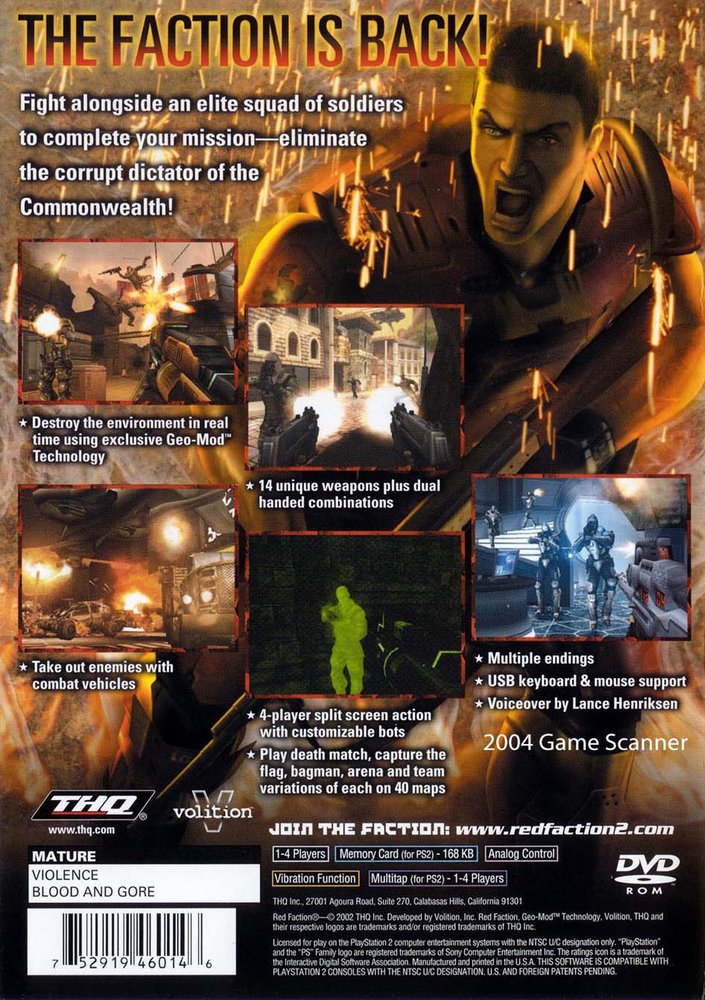 THE FACTION IS BACK!
Fight alongside an elite squad of soldiers
to complete your mission—eliminate
the corrupt dictator of the
Commonwealth!
★ Destroy the environment in real
time using exclusive Geo-Mod™
Technology
★ 14 unique weapons plus dual
handed combinations
★ Take out enemies with
combat vehicles
★ 4-player split screen action
with customizable bots
★ Play death match, capture the
flag, bagman, arena and team
variations of each on 40 maps
★ Multiple endings
★ USB keyboard & mouse support
★ Voiceover by Lance Henriksen
2004 Game Scanner
THQ®
www.thq.com
volition
JOIN THE FACTION: www.redfaction2.com
MATURE
VIOLENCE
BLOOD AND GORE
1-4 Players Memory Card (for PS2) - 168 KB Analog Control
Vibration Function Multitap (for PS2) - 1-4 Players
DVD
ROM
THQ Inc., 27001 Agoura Road, Suite 270, Calabasas Hills, California 91301
Red Faction®—© 2002 THQ Inc. Developed by Volition, Inc. Red Faction, Geo-Mod™ Technology, Volition, THQ and
their respective logos are trademarks and/or registered trademarks of THQ Inc.
Licensed for play on the PlayStation 2 computer entertainment systems with the NTSC U/C designation only. "PlayStation"
and the "PS" Family logo are registered trademarks of Sony Computer Entertainment Inc. The ratings icon is a trademark of
the Interactive Digital Software Association. Manufactured and printed in the U.S.A. THIS SOFTWARE IS COMPATIBLE WITH
PLAYSTATION 2 CONSOLES WITH THE NTSC U/C DESIGNATION. U.S. AND FOREIGN PATENTS PENDING.
7 52919 46014 6